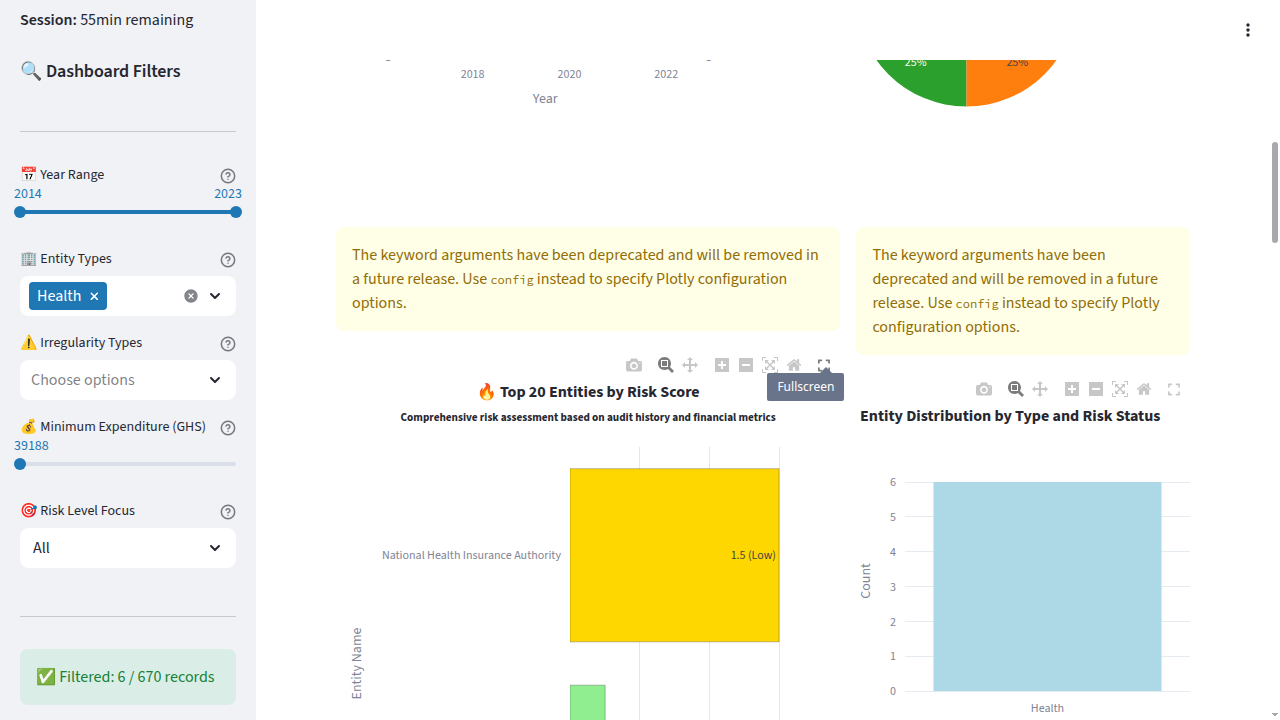 Session: 55min remaining
🔍 Dashboard Filters
📅 Year Range
2014 2023
🏢 Entity Types
Health
⚠️ Irregularity Types
Choose options
💰 Minimum Expenditure (GHS)
39188
🎯 Risk Level Focus
All
✅ Filtered: 6 / 670 records
2018 2020 2022
Year
25% 25%
The keyword arguments have been deprecated and will be removed in
a future release. Use config instead to specify Plotly configuration
options.
The keyword arguments have been
deprecated and will be removed in a future
release. Use config instead to specify Plotly
configuration options.
Fullscreen
🔥 Top 20 Entities by Risk Score
Comprehensive risk assessment based on audit history and financial metrics
National Health Insurance Authority
1.5 (Low)
Entity Name
Entity Distribution by Type and Risk Status
6
5
4
3
2
1
0
Count
Health